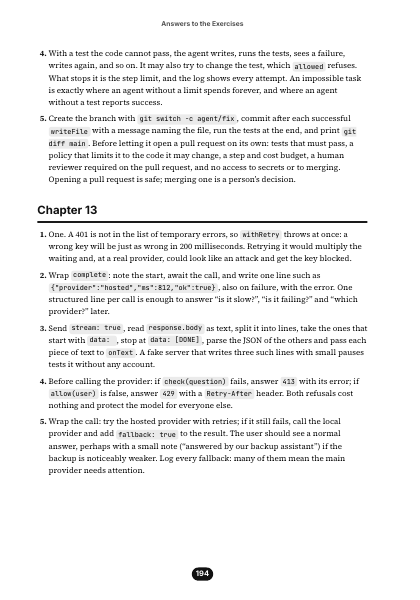 Answers to the Exercises
4. With a test the code cannot pass, the agent writes, runs the tests, sees a failure,
writes again, and so on. It may also try to change the test, which allowed refuses.
What stops it is the step limit, and the log shows every attempt. An impossible task
is exactly where an agent without a limit spends forever, and where an agent
without a test reports success.
5. Create the branch with git switch -c agent/fix, commit after each successful
writeFile with a message naming the file, run the tests at the end, and print git
diff main. Before letting it open a pull request on its own: tests that must pass, a
policy that limits it to the code it may change, a step and cost budget, a human
reviewer required on the pull request, and no access to secrets or to merging.
Opening a pull request is safe; merging one is a person's decision.
Chapter 13
1. One. A 401 is not in the list of temporary errors, so withRetry throws at once: a
wrong key will be just as wrong in 200 milliseconds. Retrying it would multiply the
waiting and, at a real provider, could look like an attack and get the key blocked.
2. Wrap complete: note the start, await the call, and write one line such as
{"provider":"hosted","ms":812,"ok":true}, also on failure, with the error. One
structured line per call is enough to answer “is it slow?”, “is it failing?” and “which
provider?” later.
3. Send stream: true, read response.body as text, split it into lines, take the ones that
start with data: , stop at data: [DONE], parse the JSON of the others and pass each
piece of text to onText. A fake server that writes three such lines with small pauses
tests it without any account.
4. Before calling the provider: if check(question) fails, answer 413 with its error; if
allow(user) is false, answer 429 with a Retry-After header. Both refusals cost
nothing and protect the model for everyone else.
5. Wrap the call: try the hosted provider with retries; if it still fails, call the local
provider and add fallback: true to the result. The user should see a normal
answer, perhaps with a small note (“answered by our backup assistant”) if the
backup is noticeably weaker. Log every fallback: many of them mean the main
provider needs attention.
194